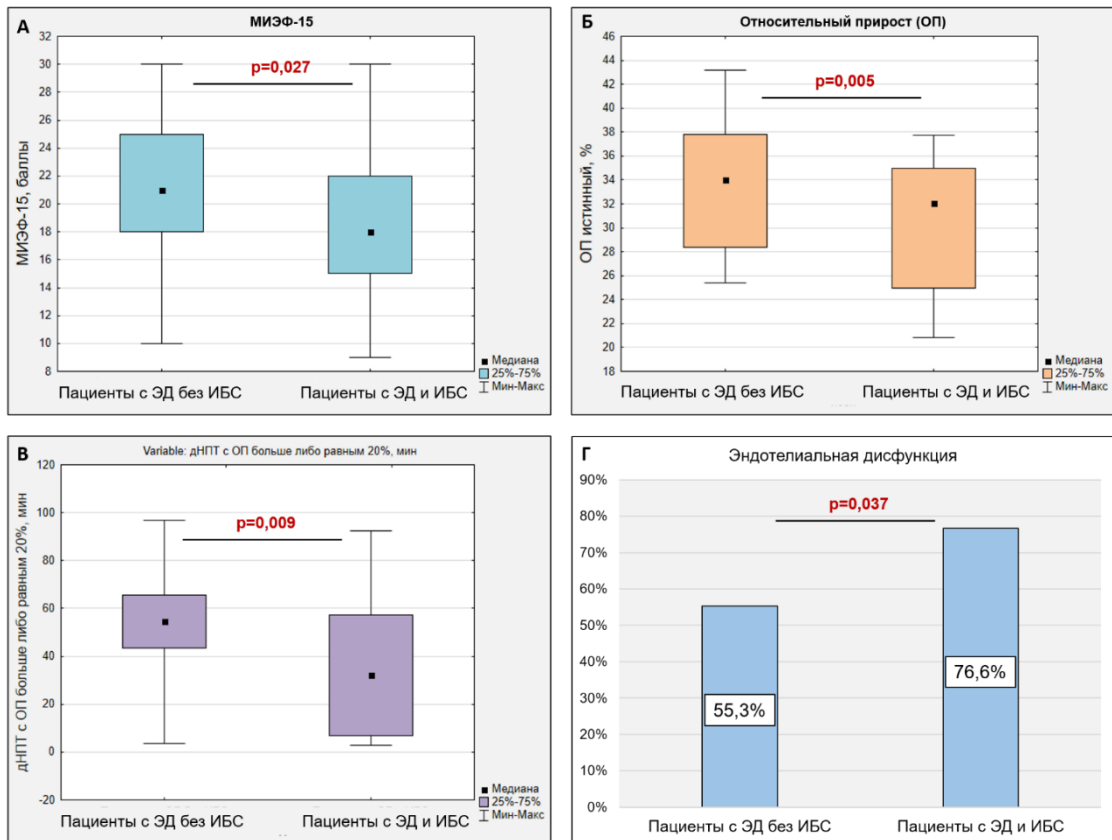 А
МИЭФ-15
32
30
28
26
24
22
20
18
16
14
12
10
8
МИЭФ-15, баллы
p=0,027
Медиана
25%-75%
Мин-Макс
Пациенты с ЭД без ИБС
Пациенты с ЭД и ИБС
Б
Относительный прирост (ОП)
46
44
42
40
38
36
34
32
30
28
26
24
22
20
18
ОП истинный, %
p=0,005
Медиана
25%-75%
Мин-Макс
Пациенты с ЭД без ИБС
Пациенты с ЭД и ИБС
В
Variable: дНПТ с ОП больше либо равным 20%, мин
120
100
80
60
40
20
0
-20
дНПТ с ОП больше либо равным 20%, мин
p=0,009
Медиана
25%-75%
Мин-Макс
Пациенты с ЭД без ИБС
Пациенты с ЭД и ИБС
Г
Эндотелиальная дисфункция
90%
80%
70%
60%
50%
40%
30%
20%
10%
0%
p=0,037
55,3%
76,6%
Пациенты с ЭД без ИБС
Пациенты с ЭД и ИБС